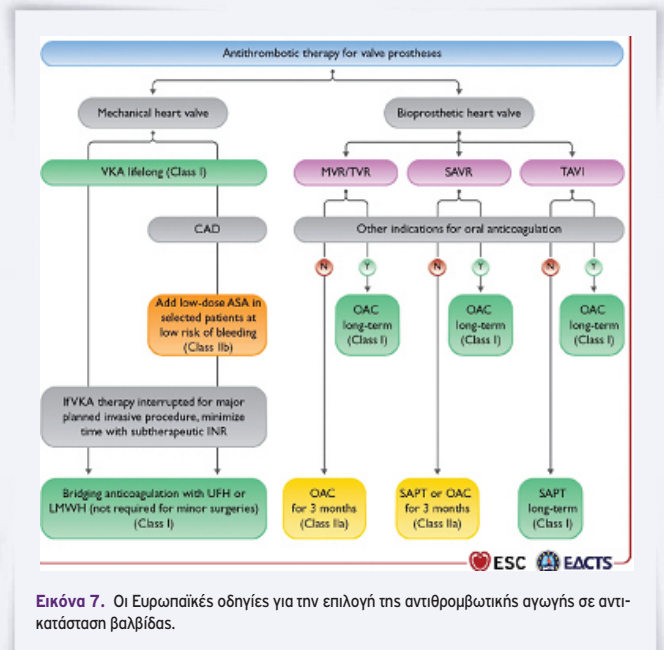 Antithrombotic therapy for valve prostheses
Mechanical heart valve
Bioprosthetic heart valve
VKA lifelong (Class I)
MVR/TVR
SAVR
TAVI
CAD
Other indications for oral anticoagulation
N
Y
N
Y
N
Y
Add low-dose ASA in
selected patients at
low risk of bleeding
(Class IIb)
OAC
long-term
(Class I)
OAC
long-term
(Class I)
OAC
long-term
(Class I)
IfVKA therapy interrupted for major
planned invasive procedure, minimize
time with subtherapeutic INR
Bridging anticoagulation with UFH or
LMWH (not required for minor surgeries)
(Class I)
OAC
for 3 months
(Class IIa)
SAPT or OAC
for 3 months
(Class IIa)
SAPT
long-term
(Class I)
ESC
EACTS
Εικόνα 7. Οι Ευρωπαϊκές οδηγίες για την επιλογή της αντιθρομβωτικής αγωγής σε αντι-
κατάσταση βαλβίδας.